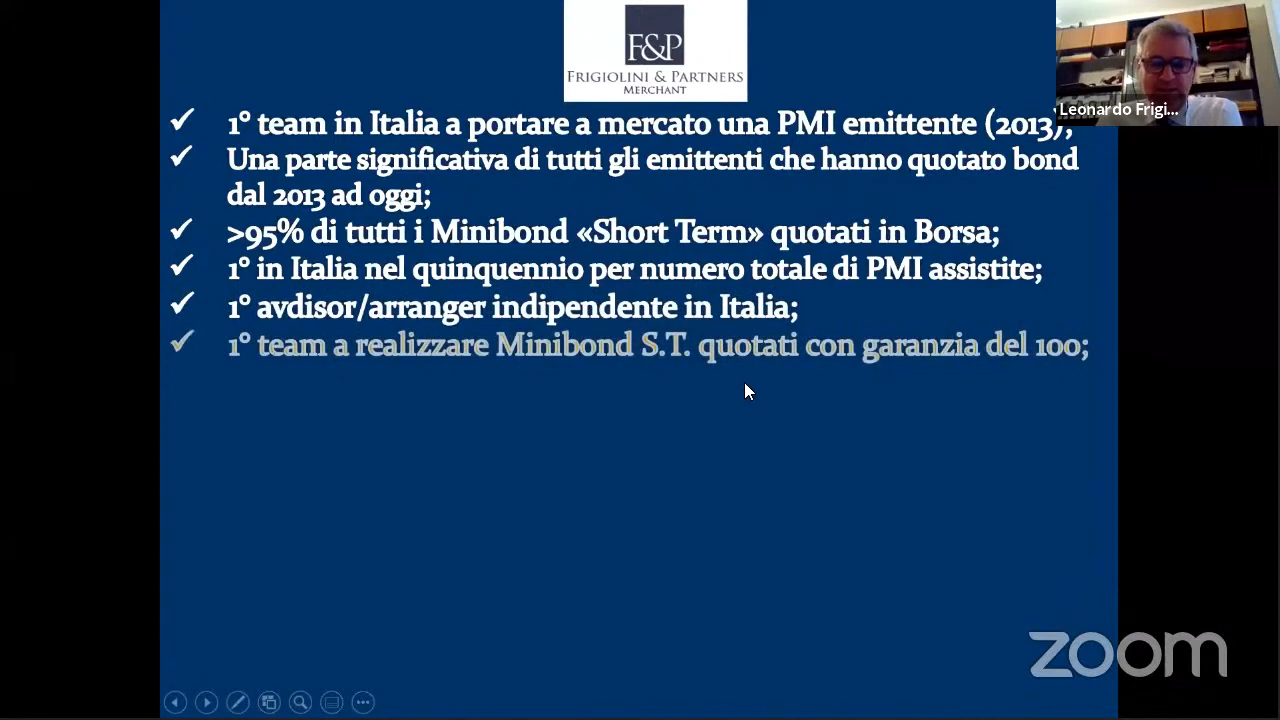 F&P
FRIGIOLINI & PARTNERS
MERCHANT
Leonardo Frigi...
✓ 1° team in Italia a portare a mercato una PMI emittente (2013);
✓ Una parte significativa di tutti gli emittenti che hanno quotato bond
dal 2013 ad oggi;
✓ >95% di tutti i Minibond «Short Term» quotati in Borsa;
✓ 1° in Italia nel quinquennio per numero totale di PMI assistite;
✓ 1° avdisor/arranger indipendente in Italia;
✓ 1° team a realizzare Minibond S.T. quotati con garanzia del 100;
zoom